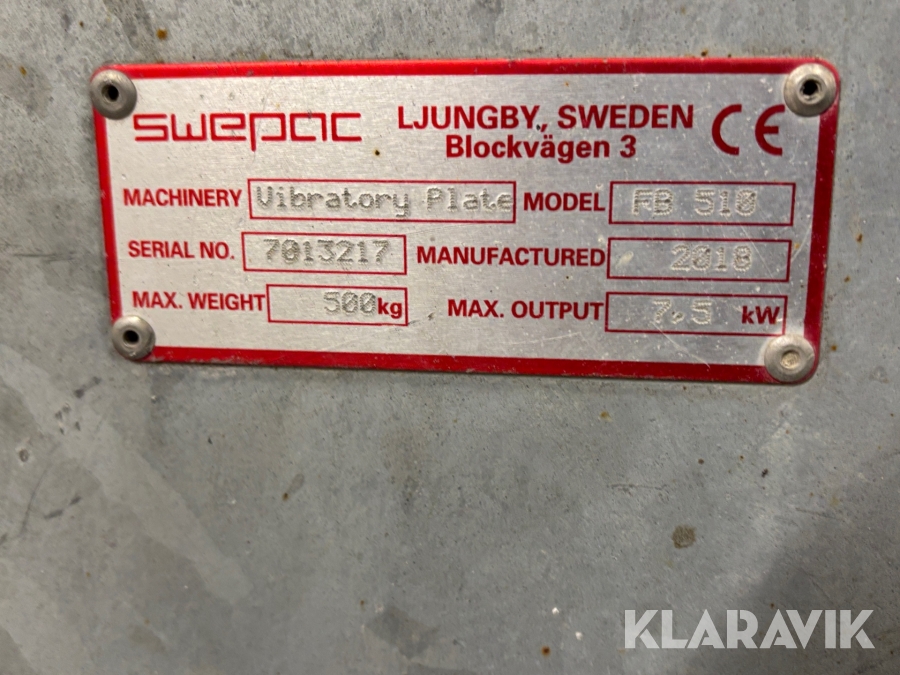 swepac LJUNGBY, SWEDEN CE
Blockvägen 3
MACHINERY Vibratory Plate MODEL FB 510
SERIAL NO. 7013217 MANUFACTURED 2018
MAX. WEIGHT 500kg MAX. OUTPUT 7.5 kW
KLARAVIK